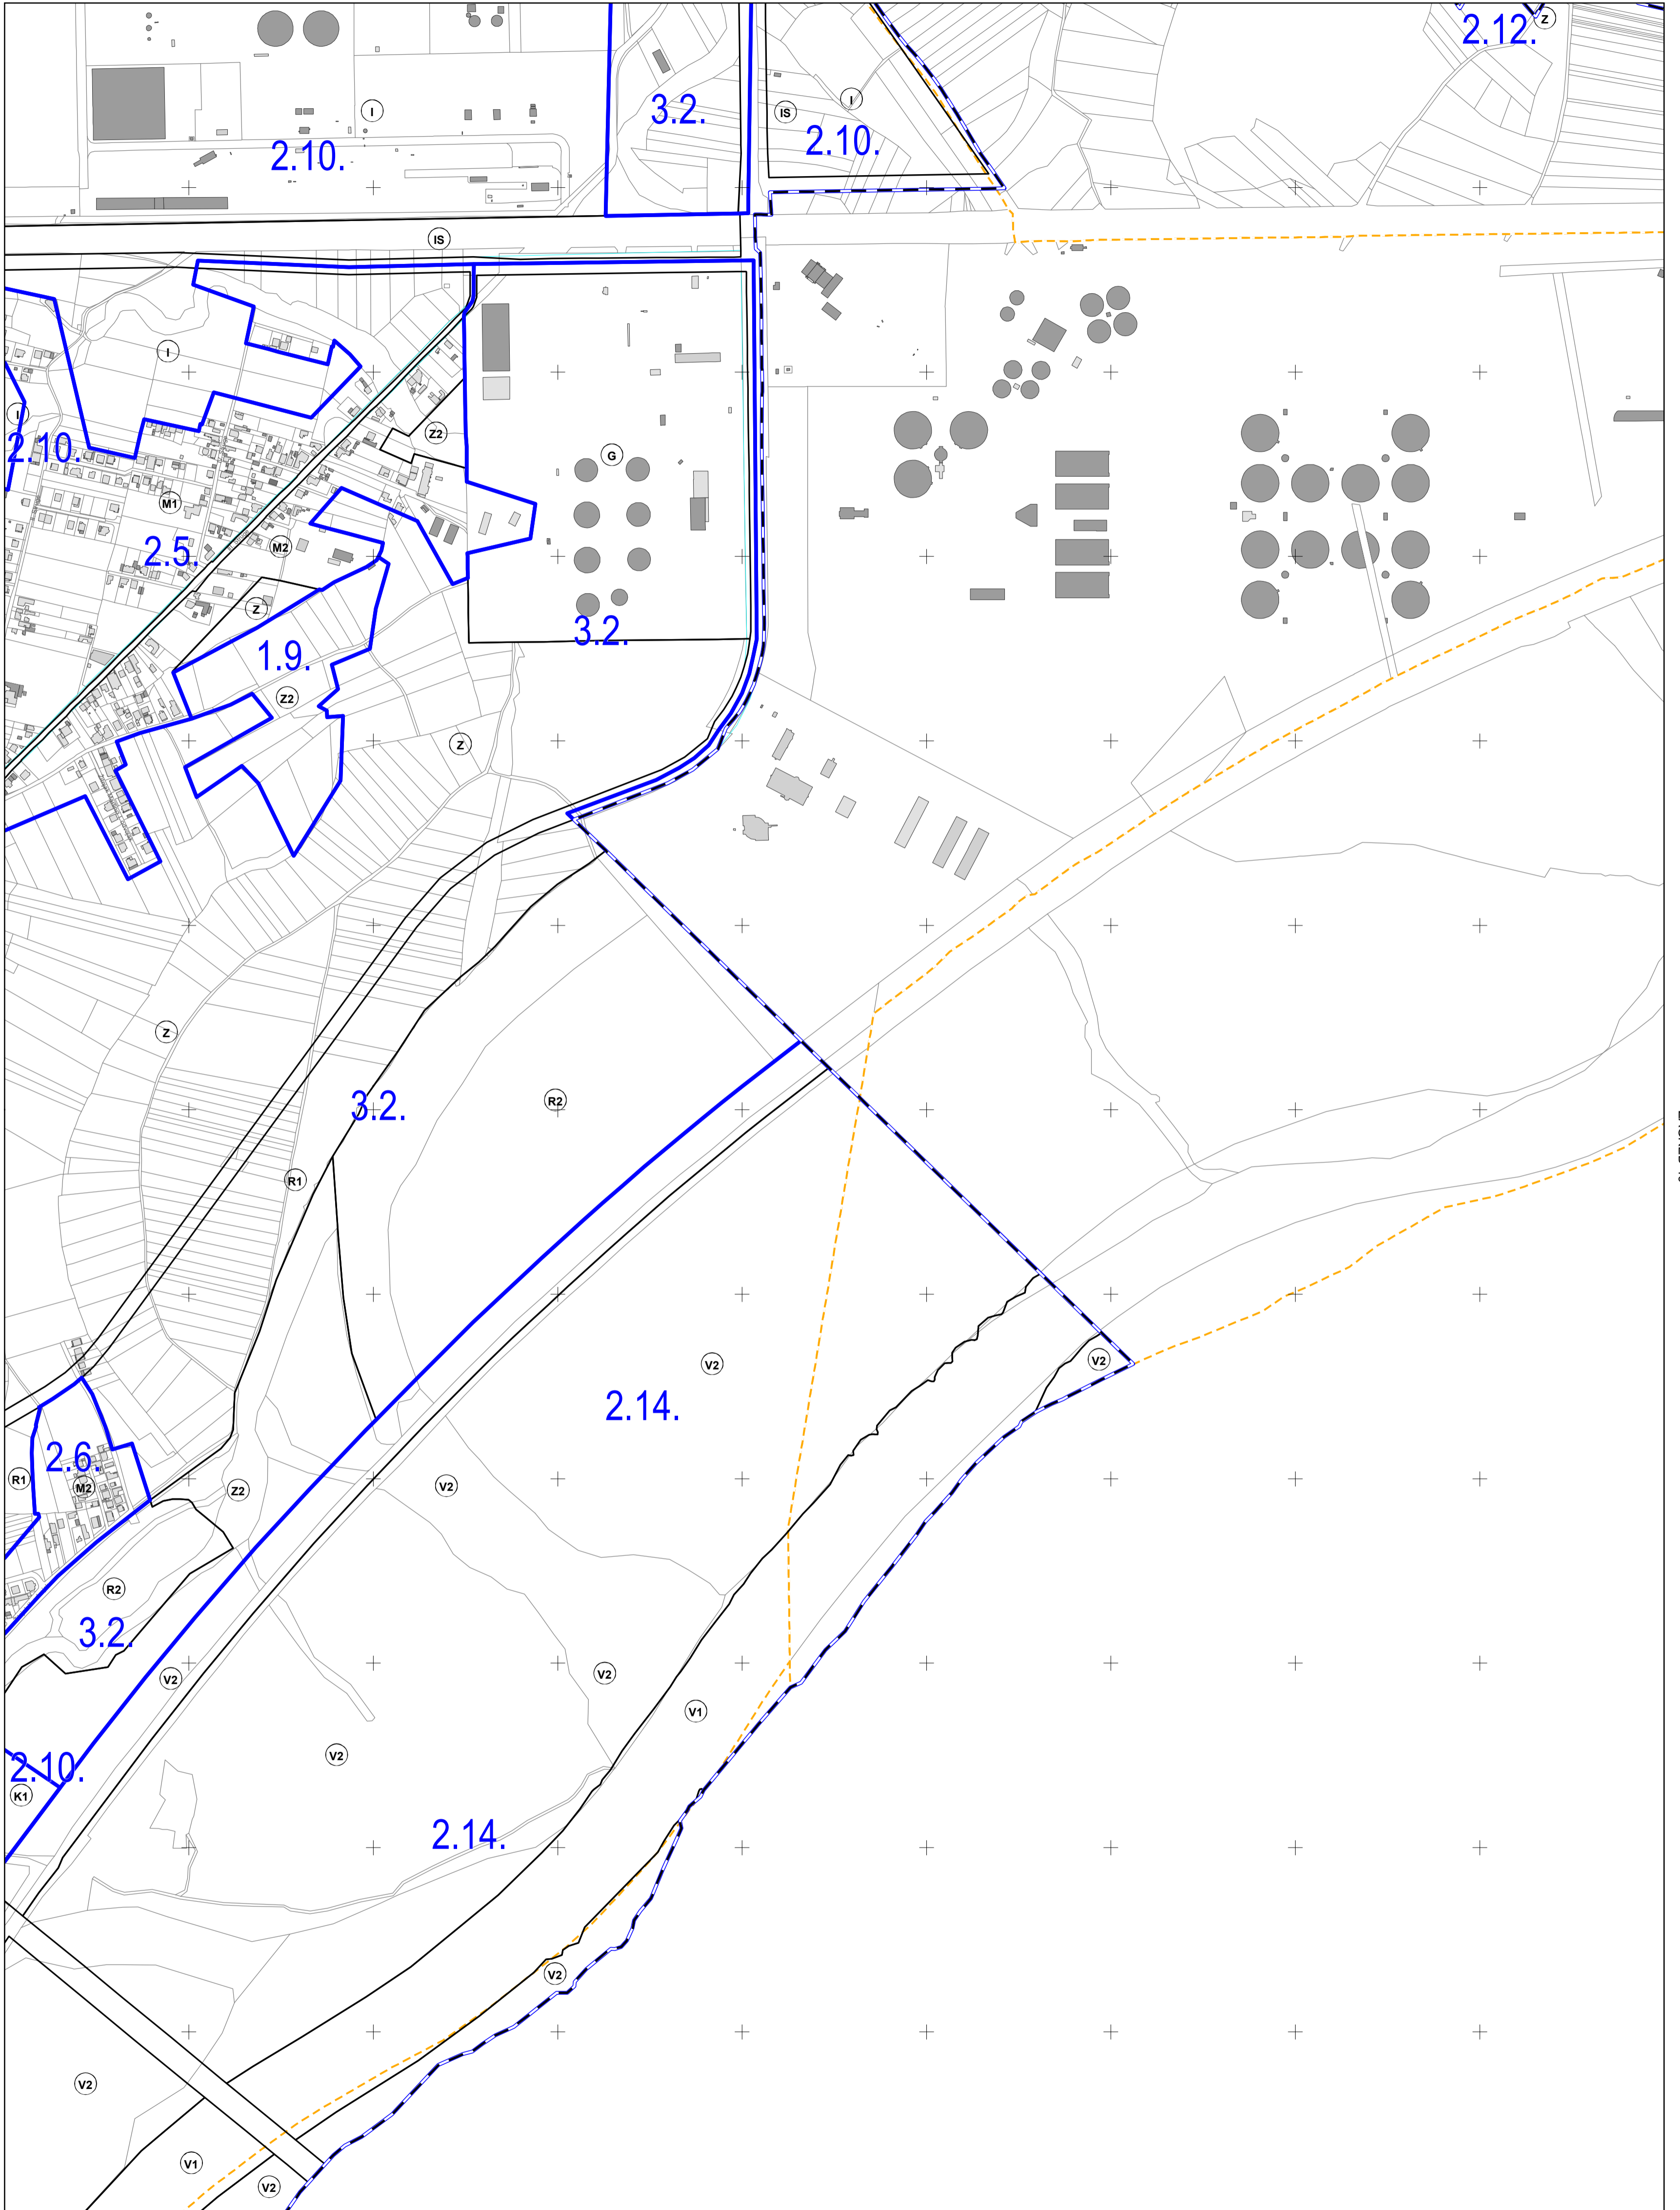 2.12.
Z
3.2.
I
I
IS
2.10.
2.10.
IS
I
I
Z2
2.10.
G
M1
2.5.
M2
Z
3.2.
1.9.
Z2
Z
Z
R2
3.2.
R1
V2
V2
2.14.
2.6.
R1
M2
Z2
V2
R2
3.2.
V2
V2
V1
V2
2.10.
K1
2.14.
V2
V2
V1
V2